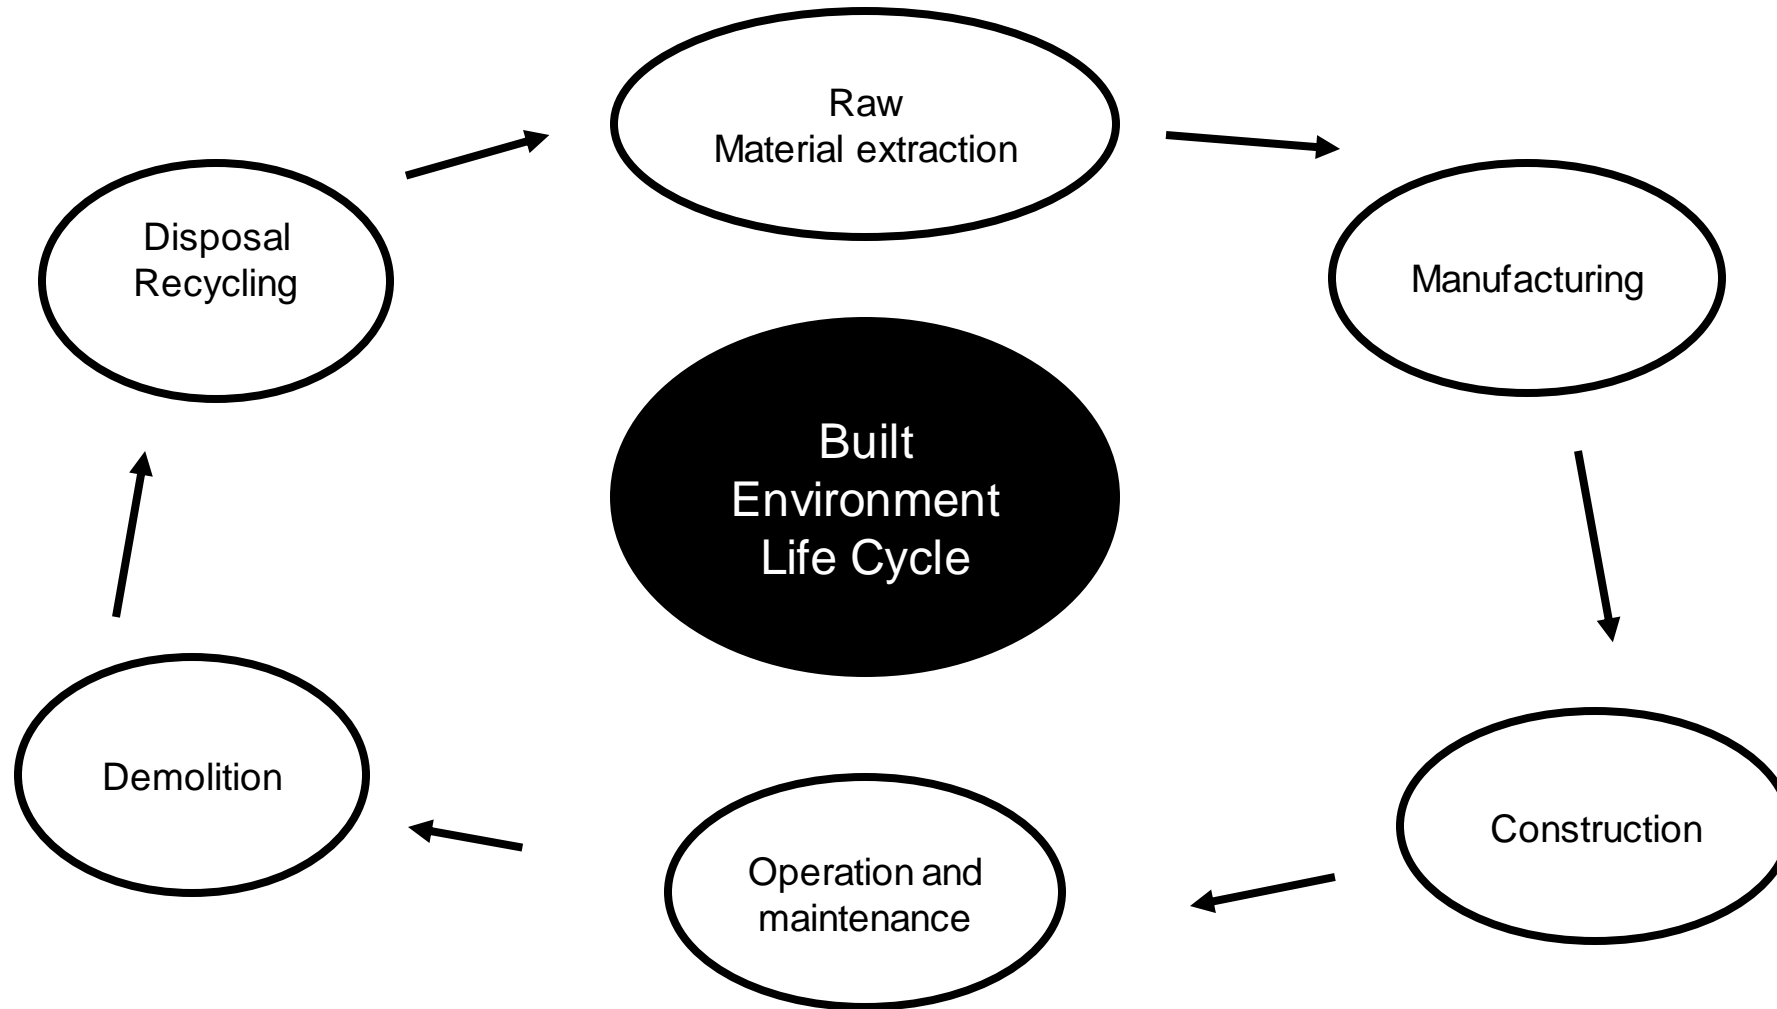 Raw
Material extraction
Disposal
Recycling
Manufacturing
Built
Environment
Life Cycle
Demolition
Construction
Operation and
maintenance